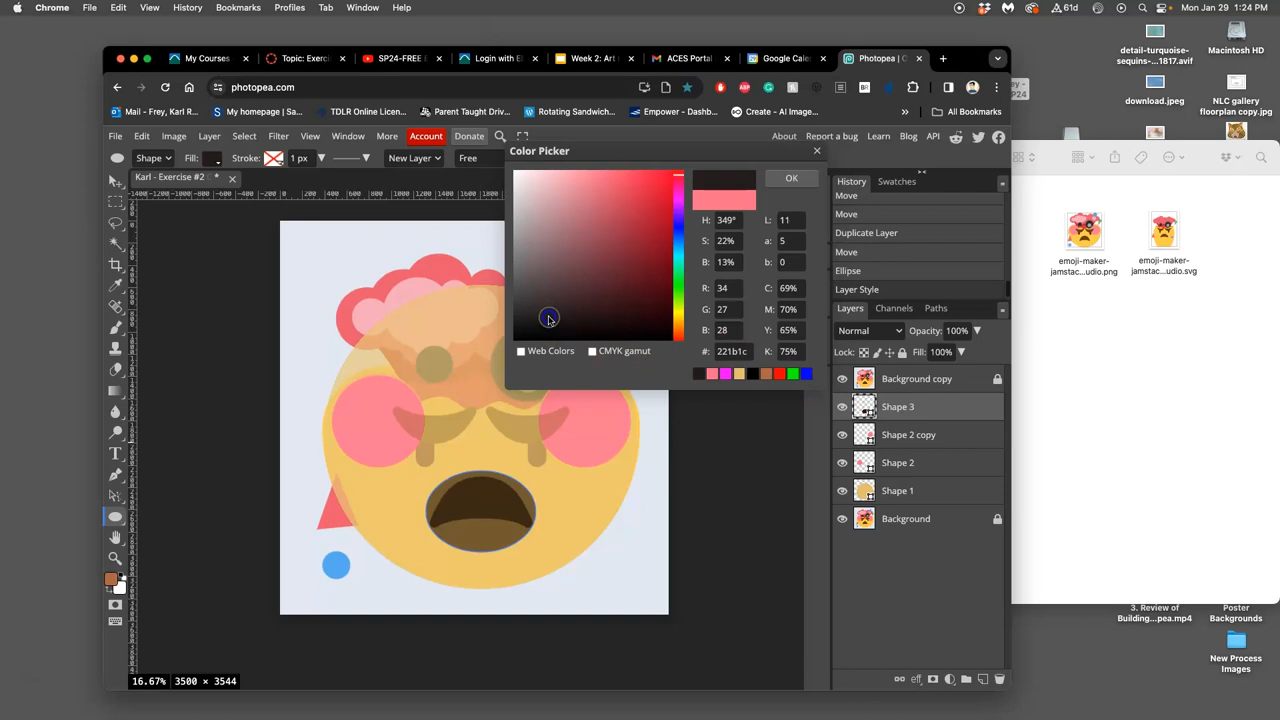 Chrome File Edit View History Bookmarks Profiles Tab Window Help 61d Mon Jan 29 1:24 PM
My Courses Topic: Exerci SP24-FREE E Login with El Week 2: Art ACES Portal Google Calen Photopea | O
photopea.com
Mail - Frey, Karl R... My homepage | Sa... TDLR Online Licen... Parent Taught Driv... Rotating Sandwich... Empower - Dashb... Create - AI Image... All Bookmarks
File Edit Image Layer Select Filter View Window More Account Donate About Report a bug Learn Blog API
Shape Fill: Stroke: 1 px New Layer Free
Karl - Exercise #2 *
Color Picker
OK
H: 349° L: 11
S: 22% a: 5
B: 13% b: 0
R: 34 C: 69%
G: 27 M: 70%
B: 28 Y: 65%
#: 221b1c K: 75%
Web Colors CMYK gamut
History Swatches
Move
Move
Duplicate Layer
Move
Ellipse
Layer Style
Layers Channels Paths
Normal Opacity: 100%
Lock: Fill: 100%
Background copy
Shape 3
Shape 2 copy
Shape 2
Shape 1
Background
eff
16.67% 3500 × 3544
detail-turquoise-
sequins-...1817.avif
Macintosh HD
download.jpeg
NLC gallery
floorplan copy.jpg
emoji-maker-
jamstac...udio.png
emoji-maker-
jamstac...udio.svg
3. Review of
Building....pea.mp4
Poster
Backgrounds
New Process
Images